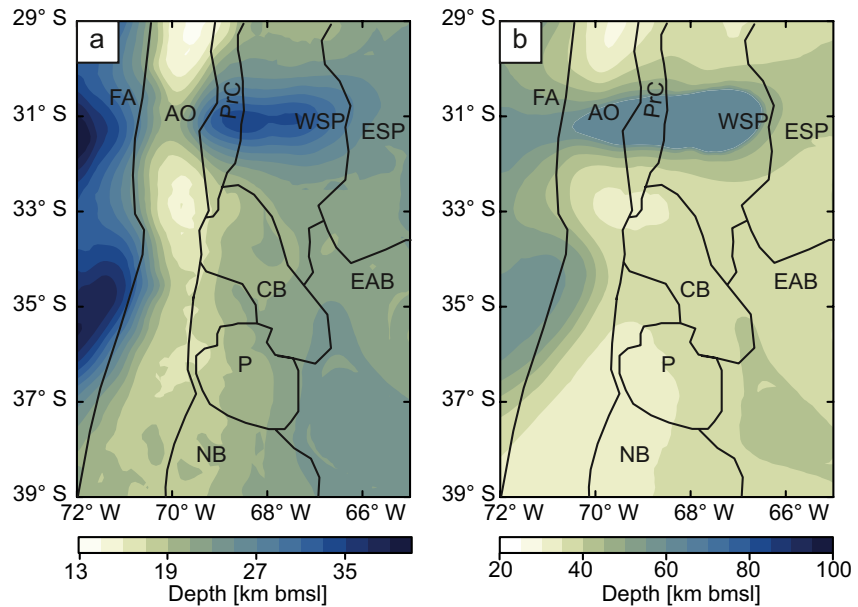 29° S
31° S
33° S
35° S
37° S
39° S
72° W 70° W 68° W 66° W
a
FA
AO
PrC
WSP
ESP
CB
EAB
P
NB
13 19 27 35
Depth [km bmsl]
29° S
31° S
33° S
35° S
37° S
39° S
72° W 70° W 68° W 66° W
b
FA
AO
PrC
WSP
ESP
CB
EAB
P
NB
20 40 60 80 100
Depth [km bmsl]